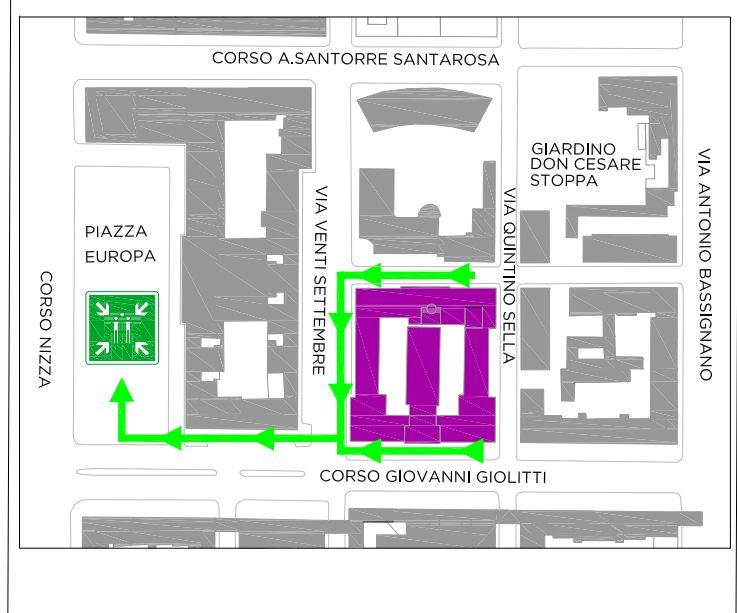 CORSO A.SANTORRE SANTAROSA
GIARDINO
DON CESARE
STOPPA
PIAZZA
EUROPA
CORSO NIZZA
VIA VENTI SETTEMBRE
VIA QUINTINO SELLA
VIA ANTONIO BASSIGNANO
CORSO GIOVANNI GIOLITTI